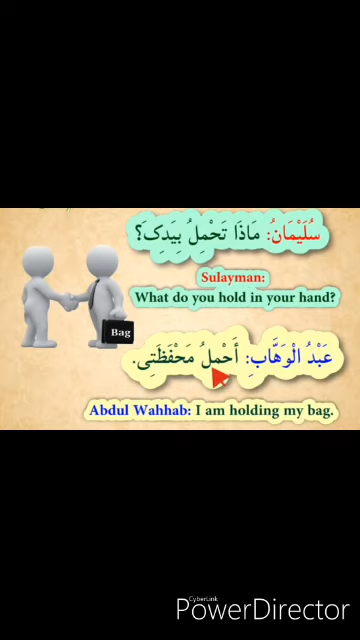 سُلَيْمَانُ: مَاذَا تَحْمِلُ بِيَدِکَ؟
Sulayman:
What do you hold in your hand?
Bag
عَبْدُ الْوَهَّابِ: أَحْمِلُ مَحْفَظَتِى.
Abdul Wahhab: I am holding my bag.
CyberLink
PowerDirector